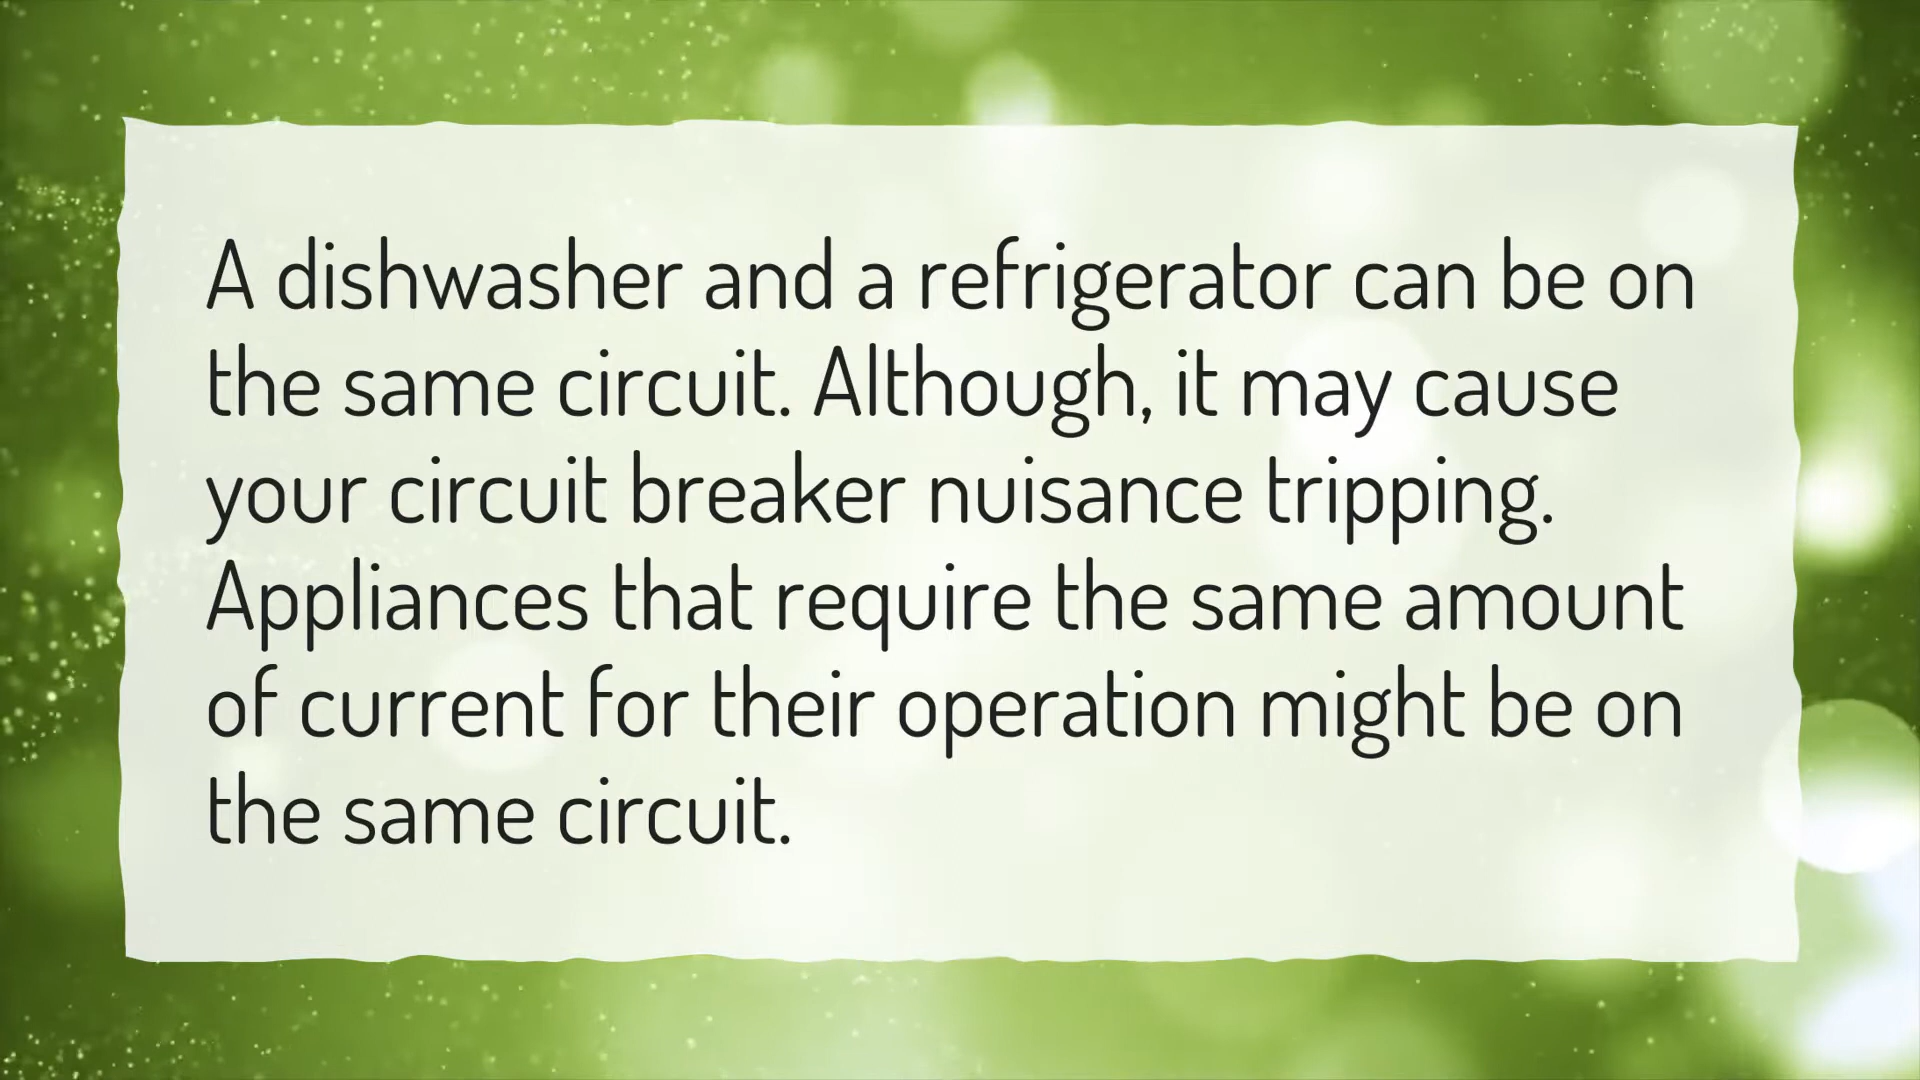 A dishwasher and a refrigerator can be on
the same circuit. Although, it may cause
your circuit breaker nuisance tripping.
Appliances that require the same amount
of current for their operation might be on
the same circuit.